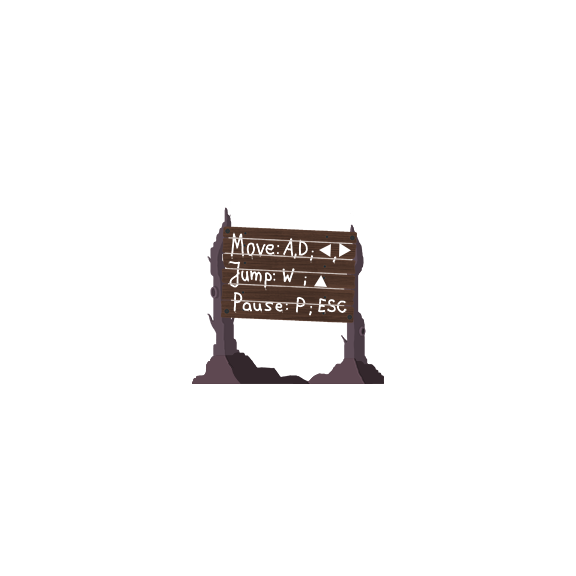 Move: A,D; ◀,▶
Jump: W ; ▲
Pause: P; ESC